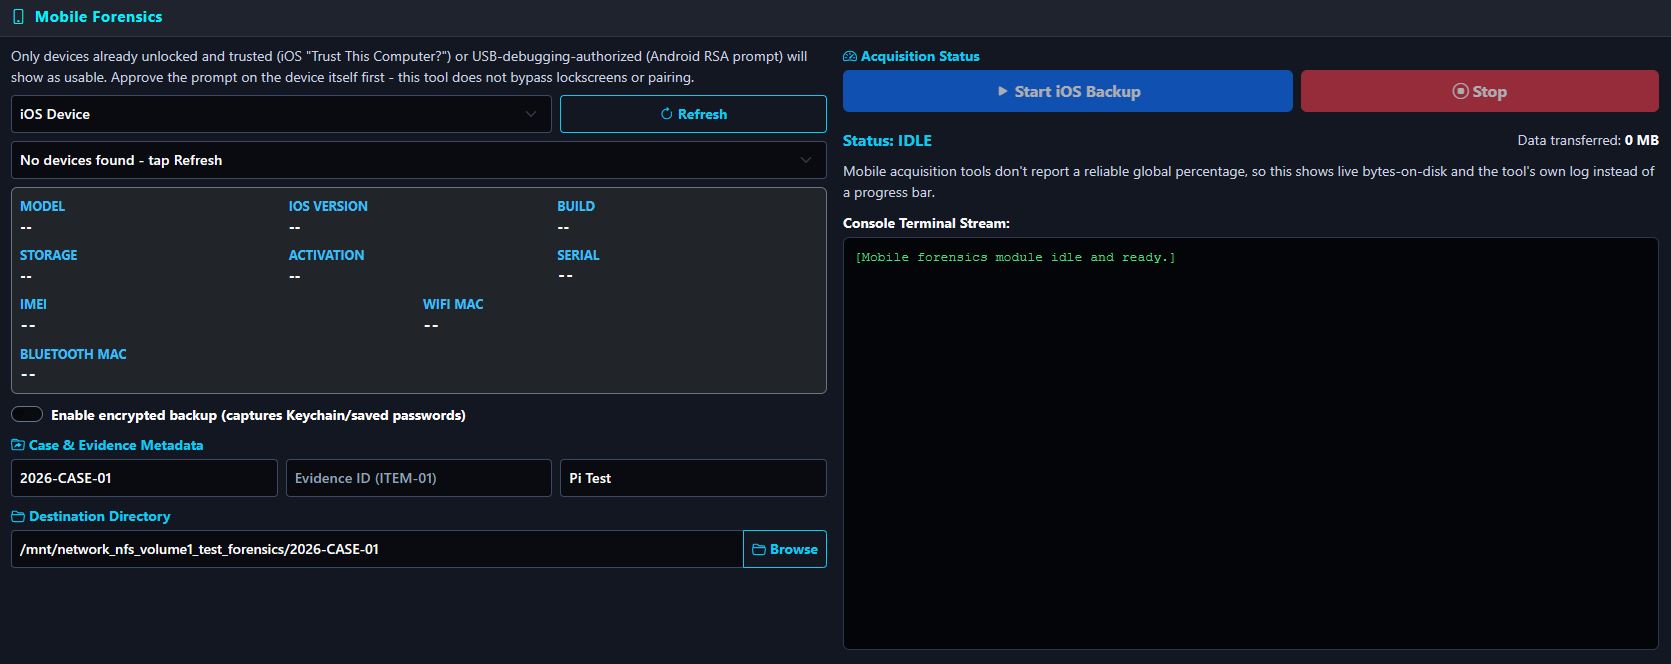 Mobile Forensics
Only devices already unlocked and trusted (iOS "Trust This Computer?") or USB-debugging-authorized (Android RSA prompt) will
show as usable. Approve the prompt on the device itself first - this tool does not bypass lockscreens or pairing.
iOS Device
Refresh
No devices found - tap Refresh
MODEL IOS VERSION BUILD
-- -- --
STORAGE ACTIVATION SERIAL
-- -- --
IMEI WIFI MAC
-- --
BLUETOOTH MAC
--
Enable encrypted backup (captures Keychain/saved passwords)
Case & Evidence Metadata
2026-CASE-01 Evidence ID (ITEM-01) Pi Test
Destination Directory
/mnt/network_nfs_volume1_test_forensics/2026-CASE-01 Browse
Acquisition Status
Start iOS Backup Stop
Status: IDLE Data transferred: 0 MB
Mobile acquisition tools don't report a reliable global percentage, so this shows live bytes-on-disk and the tool's own log instead of
a progress bar.
Console Terminal Stream:
[Mobile forensics module idle and ready.]